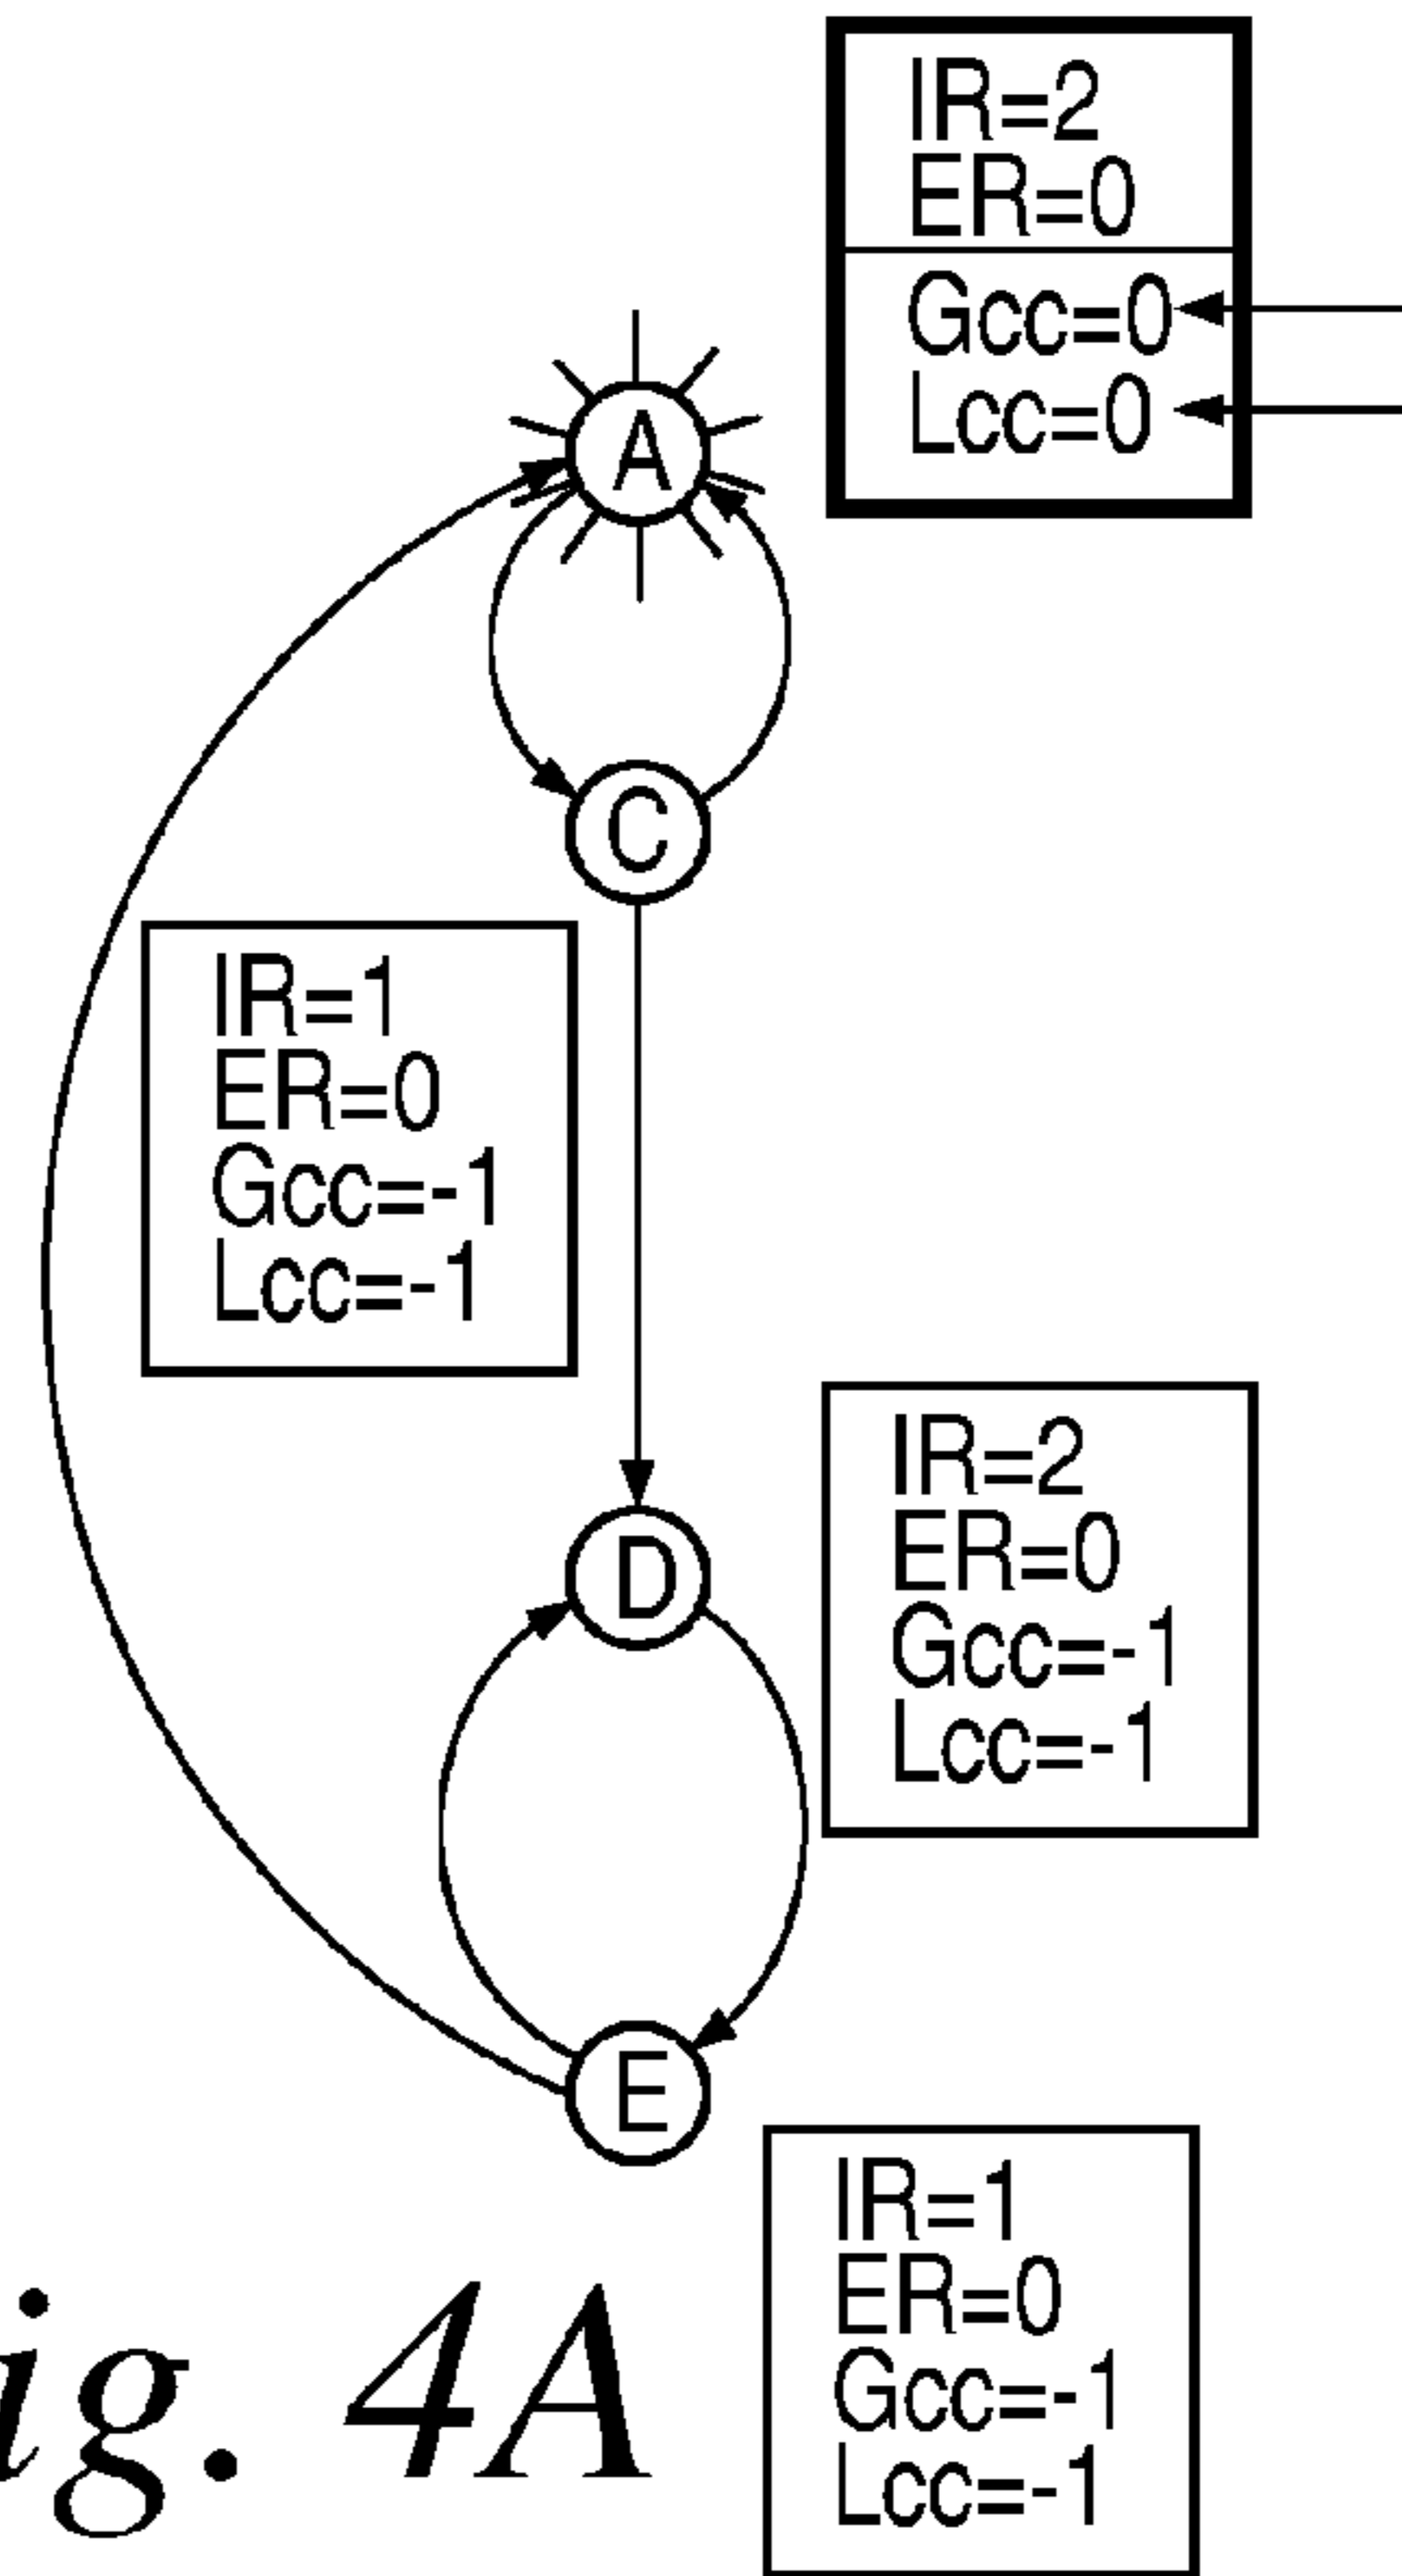 IR=2
ER=0
Gcc=0
Lcc=0
A
C
IR=1
ER=0
Gcc=-1
Lcc=-1
IR=2
ER=0
Gcc=-1
Lcc=-1
D
E
IR=1
ER=0
Gcc=-1
Lcc=-1
ig. 4A